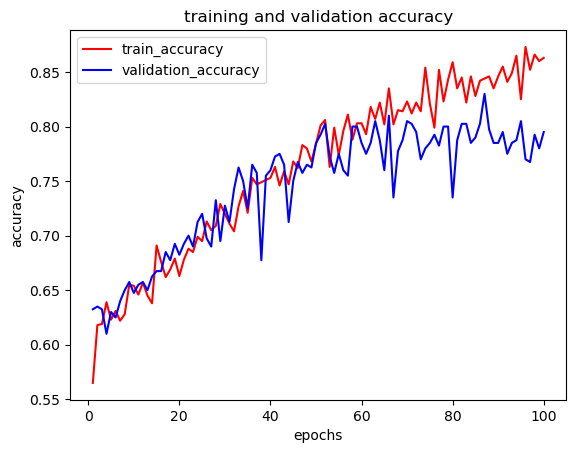 training and validation accuracy
train_accuracy
validation_accuracy
accuracy
0.85
0.80
0.75
0.70
0.65
0.60
0.55
0 20 40 60 80 100
epochs